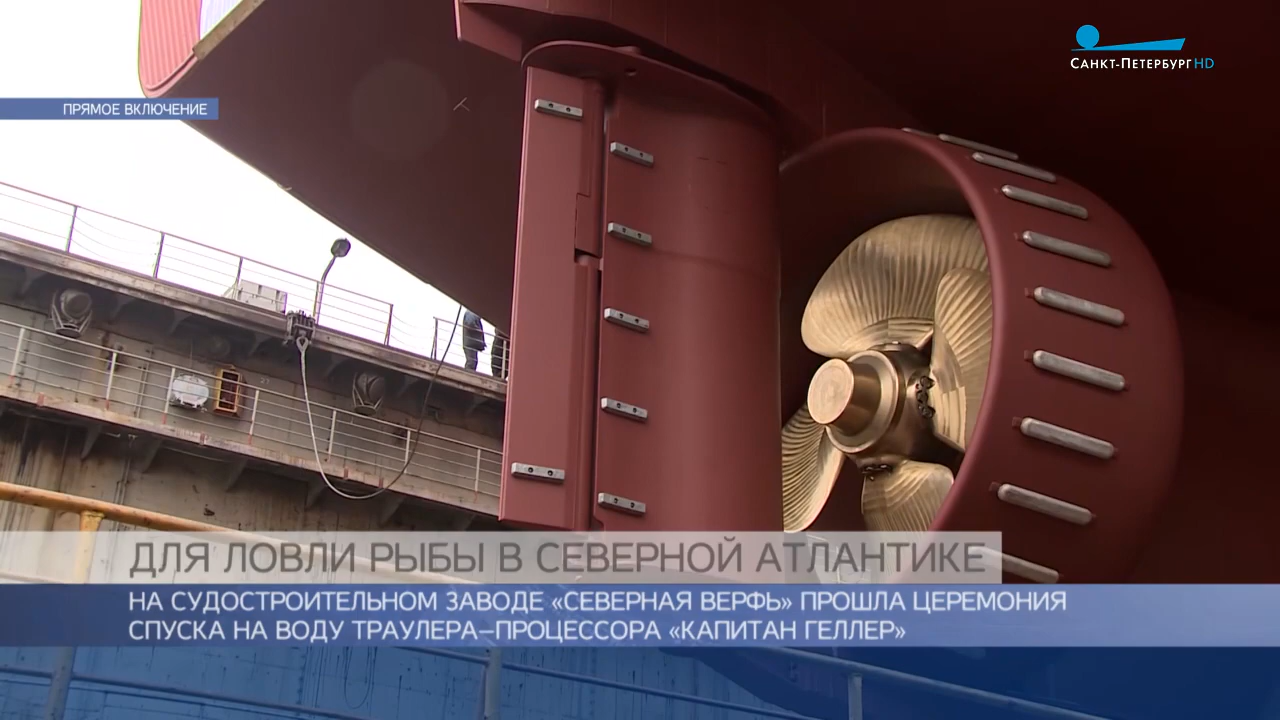 Санкт-Петербург HD
ПРЯМОЕ ВКЛЮЧЕНИЕ
ДЛЯ ЛОВЛИ РЫБЫ В СЕВЕРНОЙ АТЛАНТИКЕ
НА СУДОСТРОИТЕЛЬНОМ ЗАВОДЕ «СЕВЕРНАЯ ВЕРФЬ» ПРОШЛА ЦЕРЕМОНИЯ
СПУСКА НА ВОДУ ТРАУЛЕРА–ПРОЦЕССОРА «КАПИТАН ГЕЛЛЕР»